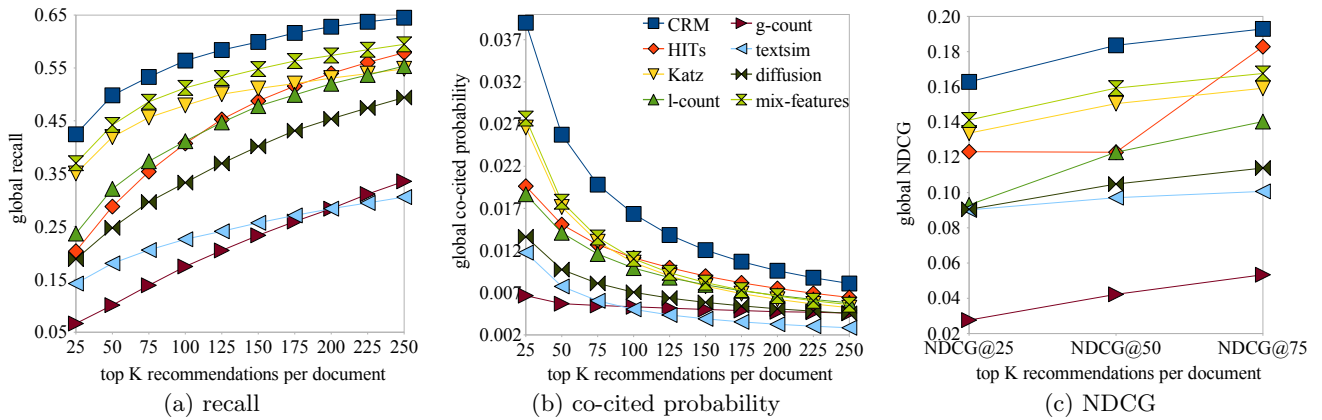 global recall
0.65
0.55
0.45
0.35
0.25
0.15
0.05
25 50 75 100 125 150 175 200 225 250
top K recommendations per document
(a) recall
global co-cited probability
0.037
0.032
0.027
0.022
0.017
0.012
0.007
0.002
CRM g-count
HITs textsim
Katz diffusion
l-count mix-features
25 50 75 100 125 150 175 200 225 250
top K recommendations per document
(b) co-cited probability
global NDCG
0.20
0.18
0.16
0.14
0.12
0.10
0.08
0.06
0.04
0.02
NDCG@25 NDCG@50 NDCG@75
top K recommendations per document
(c) NDCG